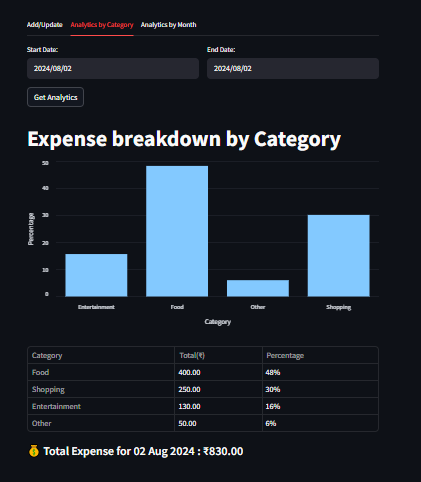 Add/Update Analytics by Category Analytics by Month
Start Date: End Date:
2024/08/02 2024/08/02
Get Analytics
Expense breakdown by Category
50
40
30
20
10
0
Percentage
Entertainment Food Other Shopping
Category
Category Total(₹) Percentage
Food 400.00 48%
Shopping 250.00 30%
Entertainment 130.00 16%
Other 50.00 6%
💰 Total Expense for 02 Aug 2024 : ₹830.00